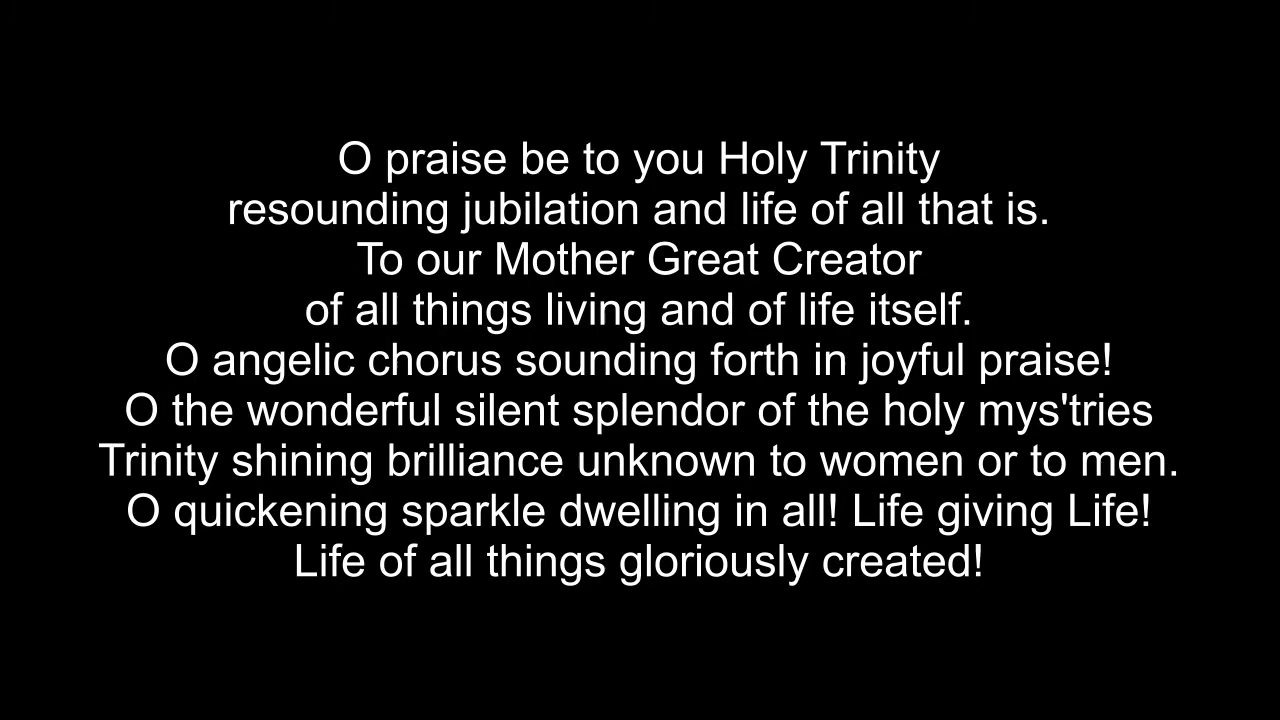 O praise be to you Holy Trinity
resounding jubilation and life of all that is.
To our Mother Great Creator
of all things living and of life itself.
O angelic chorus sounding forth in joyful praise!
O the wonderful silent splendor of the holy mys'tries
Trinity shining brilliance unknown to women or to men.
O quickening sparkle dwelling in all! Life giving Life!
Life of all things gloriously created!